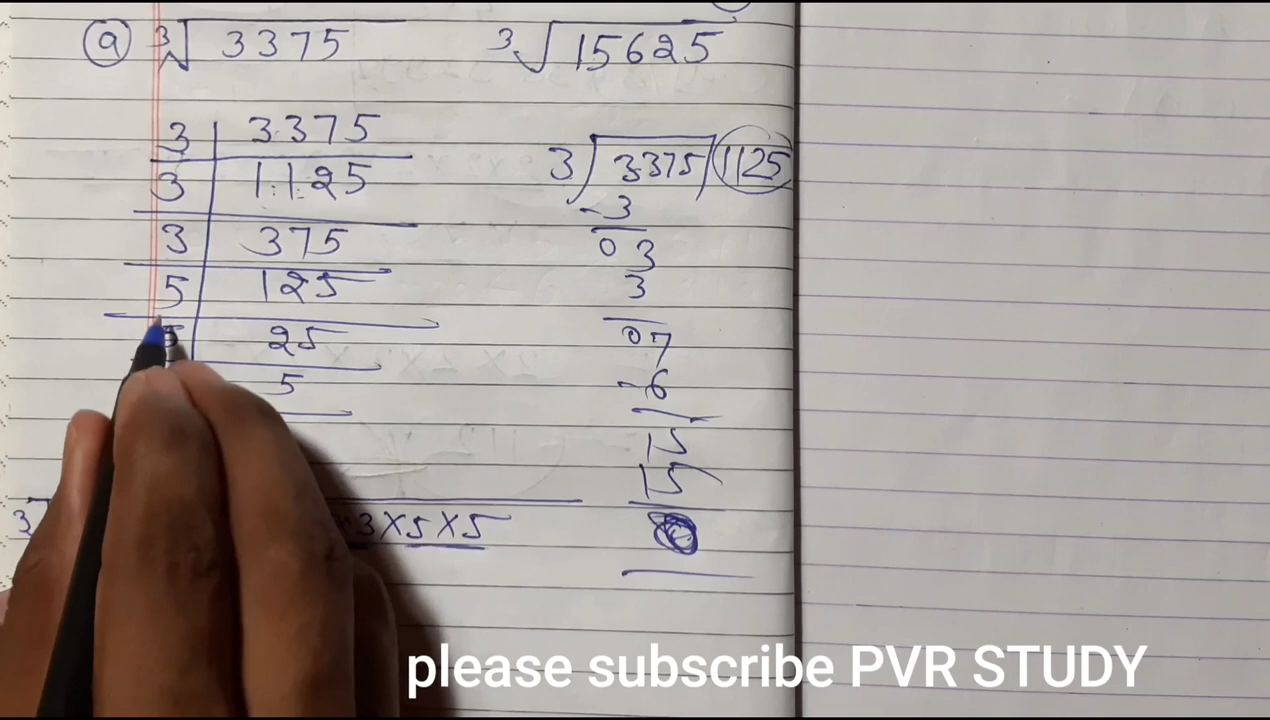 ⓐ ∛3375 ∛15625
3 | 3375
3 | 1125
3 | 375
5 | 125
5 | 25
5
3 × 5 × 5
3 ) 3375 ( 1125
-3
03
3
07
-6
15
15
0
please subscribe PVR STUDY